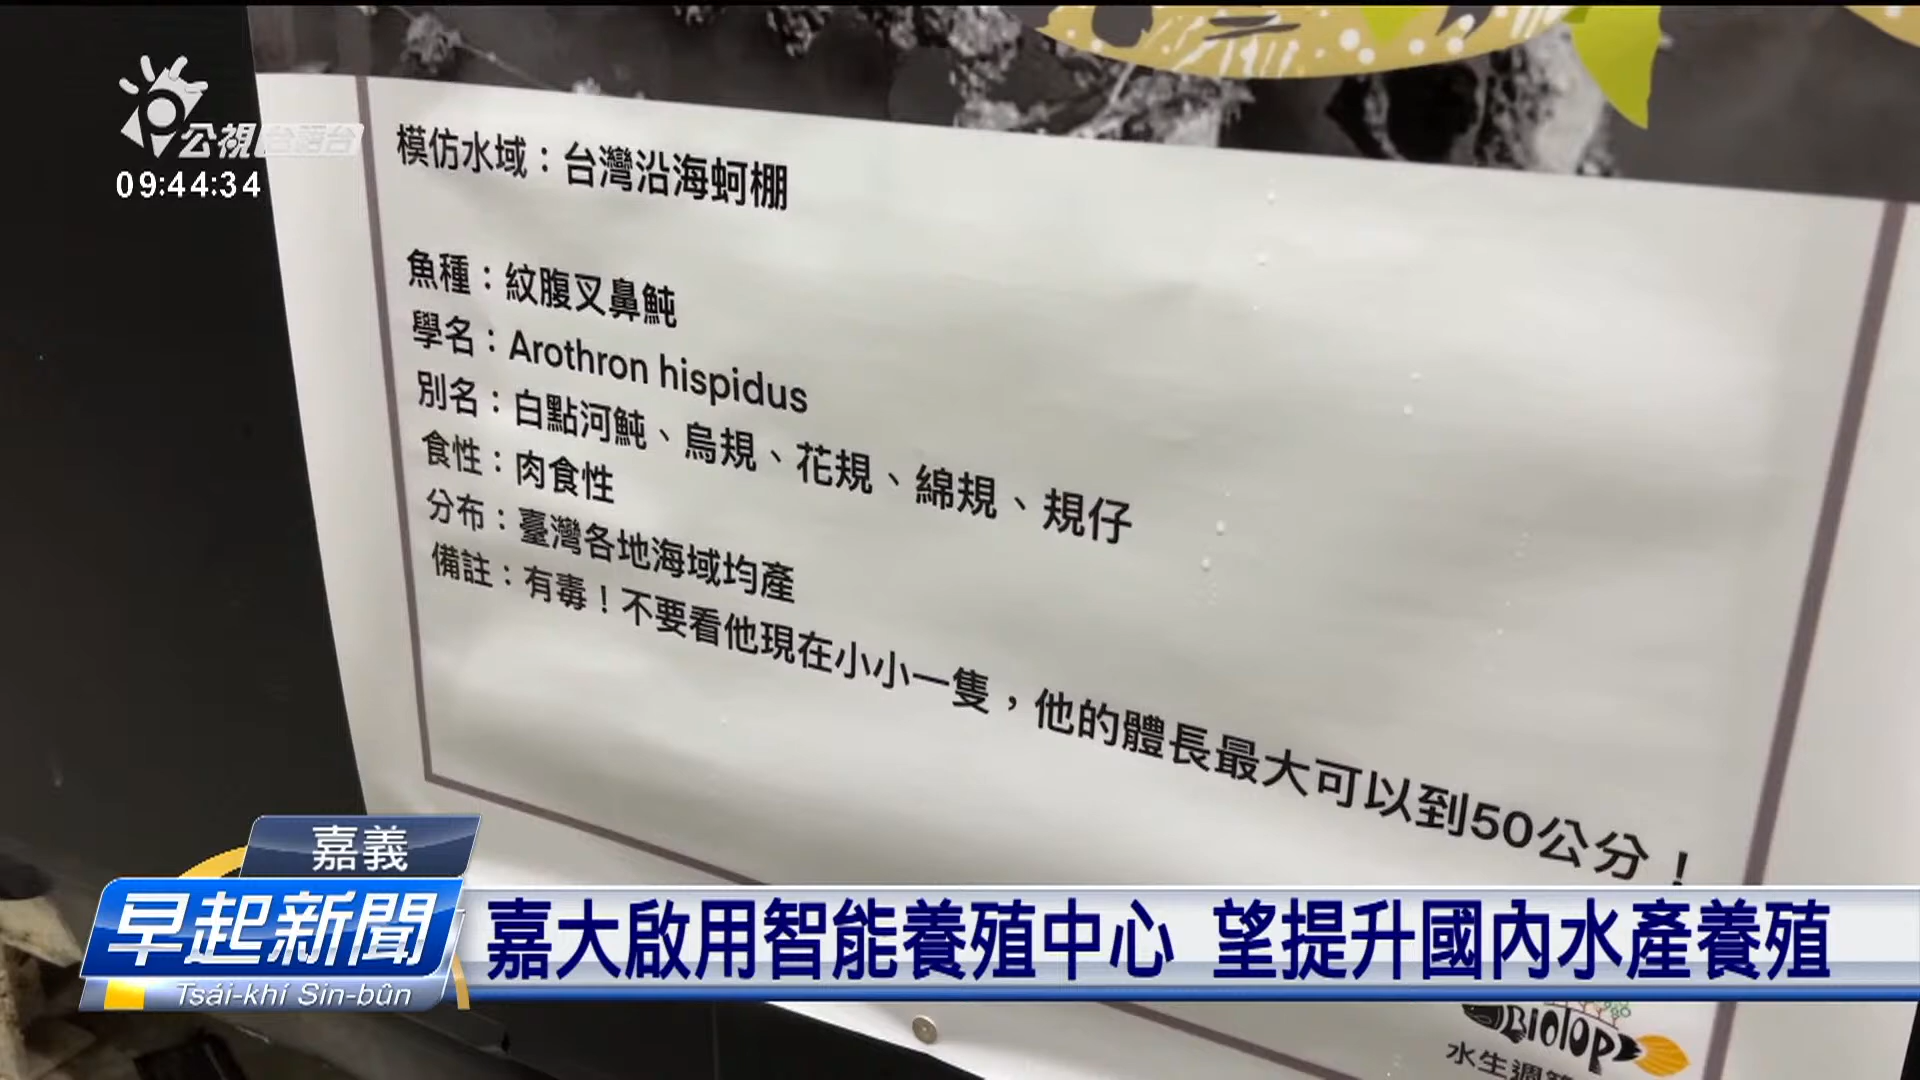 公視台語台
09:44:34
模仿水域：台灣沿海蚵棚
魚種：紋腹叉鼻魨
學名：Arothron hispidus
別名：白點河魨、烏規、花規、綿規、規仔
食性：肉食性
分布：臺灣各地海域均產
備註：有毒！不要看他現在小小一隻，他的體長最大可以到50公分！
嘉義
早起新聞
Tsái-khí Sin-bûn
嘉大啟用智能養殖中心 望提升國內水產養殖
BiOTOP
水生週